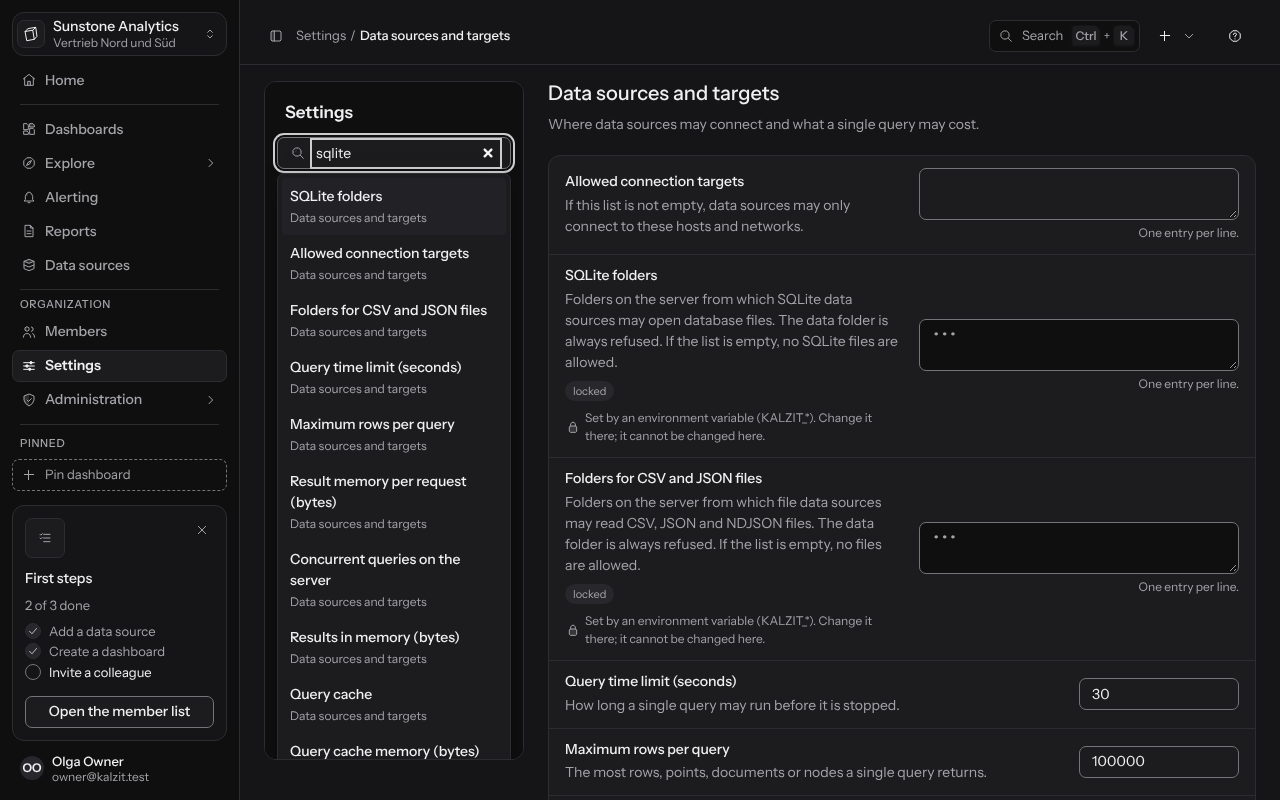 Sunstone Analytics
Vertrieb Nord und Süd
Home
Dashboards
Explore
Alerting
Reports
Data sources
ORGANIZATION
Members
Settings
Administration
PINNED
Pin dashboard
First steps
2 of 3 done
Add a data source
Create a dashboard
Invite a colleague
Open the member list
OO
Olga Owner
owner@kalzit.test
Settings / Data sources and targets
Search Ctrl + K
Settings
sqlite
SQLite folders
Data sources and targets
Allowed connection targets
Data sources and targets
Folders for CSV and JSON files
Data sources and targets
Query time limit (seconds)
Data sources and targets
Maximum rows per query
Data sources and targets
Result memory per request
(bytes)
Data sources and targets
Concurrent queries on the
server
Data sources and targets
Results in memory (bytes)
Data sources and targets
Query cache
Data sources and targets
Query cache memory (bytes)
Data sources and targets
Where data sources may connect and what a single query may cost.
Allowed connection targets
If this list is not empty, data sources may only
connect to these hosts and networks.
One entry per line.
SQLite folders
Folders on the server from which SQLite data
sources may open database files. The data folder is
always refused. If the list is empty, no SQLite files are
allowed.
locked
Set by an environment variable (KALZIT_*). Change it
there; it cannot be changed here.
•••
One entry per line.
Folders for CSV and JSON files
Folders on the server from which file data sources
may read CSV, JSON and NDJSON files. The data
folder is always refused. If the list is empty, no files
are allowed.
locked
Set by an environment variable (KALZIT_*). Change it
there; it cannot be changed here.
•••
One entry per line.
Query time limit (seconds)
How long a single query may run before it is stopped.
30
Maximum rows per query
The most rows, points, documents or nodes a single query returns.
100000